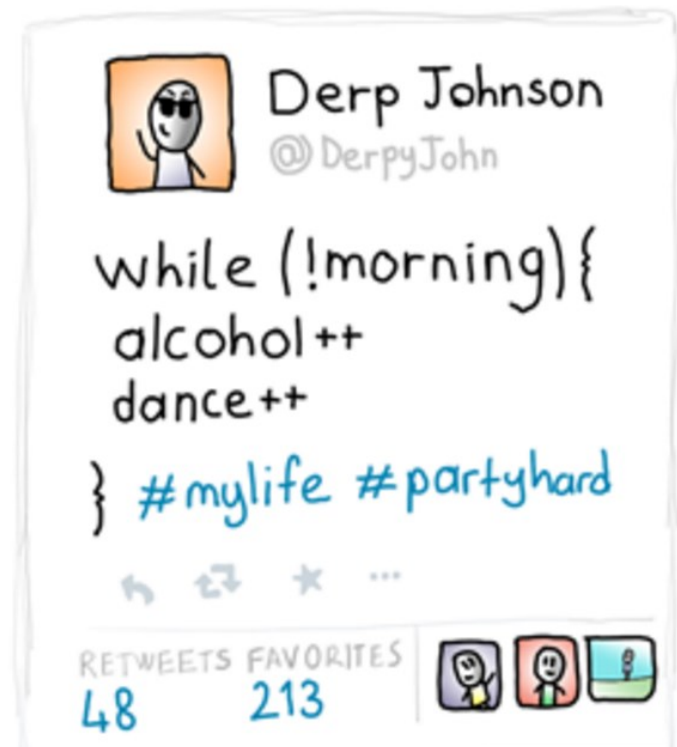 Derp Johnson
@DerpyJohn
while (!morning){
alcohol++
dance++
} #mylife #partyhard
RETWEETS FAVORITES
48 213